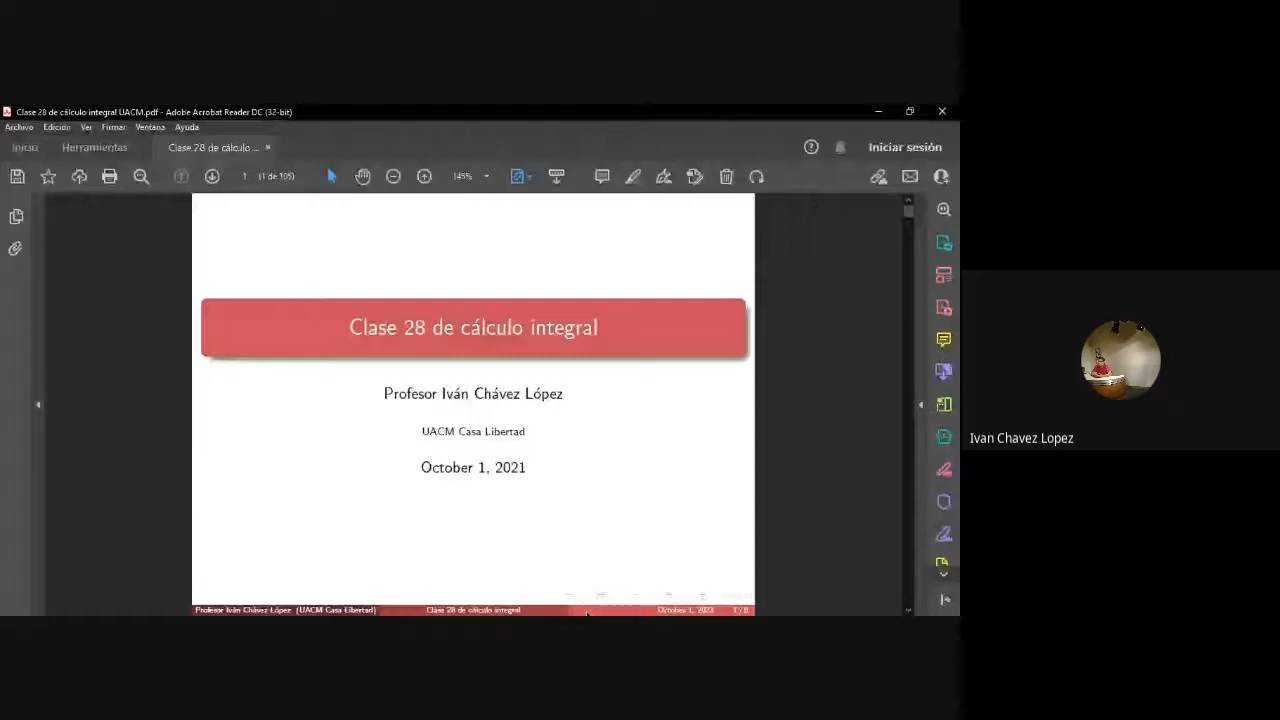 Clase 28 de cálculo integral UACM.pdf - Adobe Acrobat Reader DC (32-bit)
Archivo Edición Ver Firmar Ventana Ayuda
Inicio Herramientas Clase 28 de cálculo ... ×
Iniciar sesión
1 (1 de 105) 145%
Clase 28 de cálculo integral
Profesor Iván Chávez López
UACM Casa Libertad
October 1, 2021
Profesor Iván Chávez López (UACM Casa Libertad) Clase 28 de cálculo integral October 1, 2021 1 / 8
Ivan Chavez Lopez